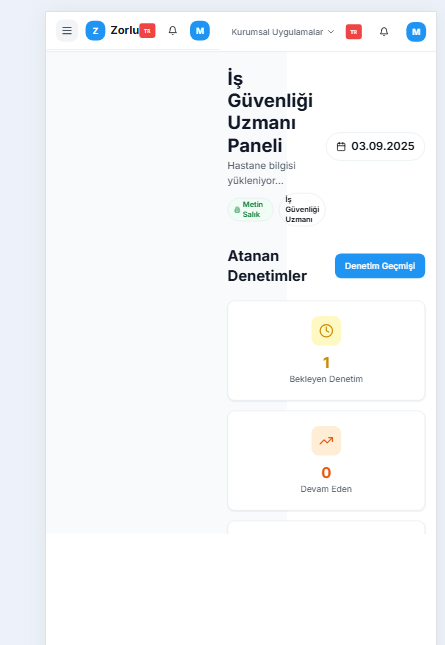 Z Zorlu TR M Kurumsal Uygulamalar TR M
İş
Güvenliği
Uzmanı
Paneli
03.09.2025
Hastane bilgisi
yükleniyor...
Metin
Salık
İş
Güvenliği
Uzmanı
Atanan
Denetimler
Denetim Geçmişi
1
Bekleyen Denetim
0
Devam Eden